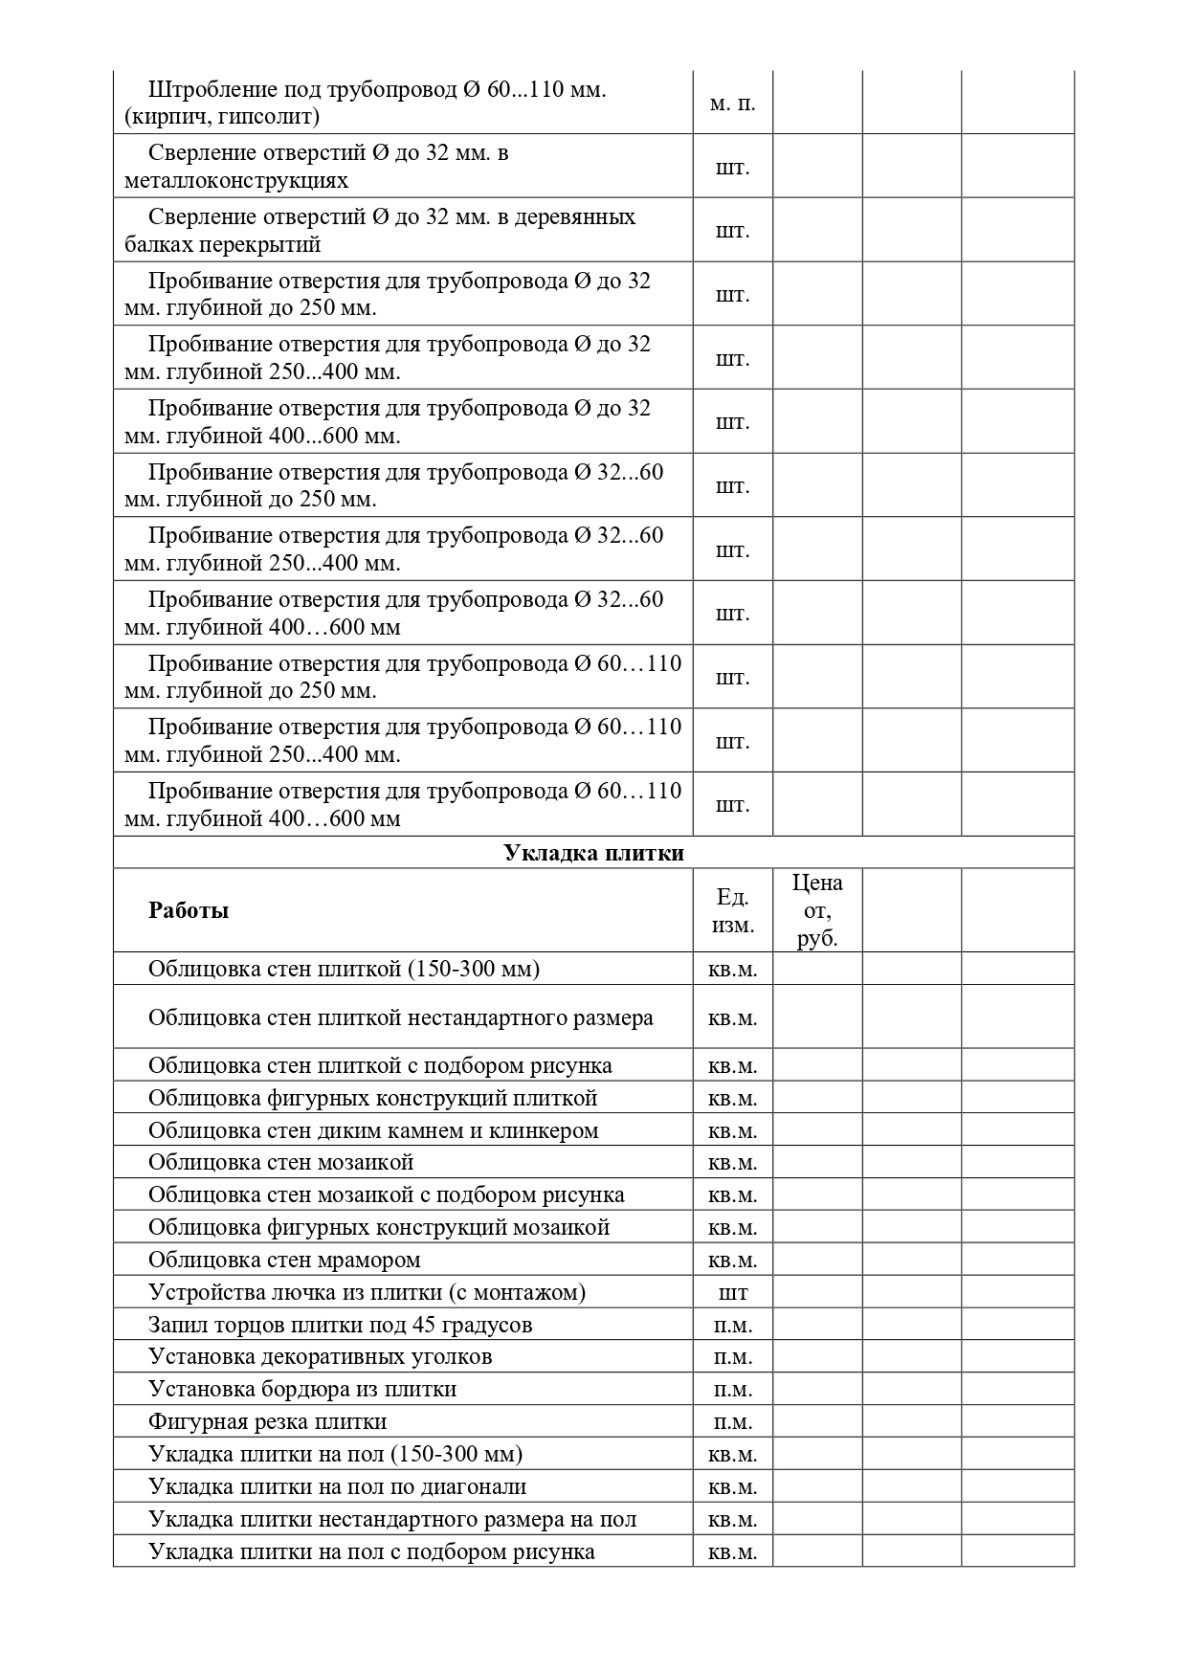 Штробление под трубопровод Ø 60...110 мм.
(кирпич, гипсолит)
м. п.
Сверление отверстий Ø до 32 мм. в
металлоконструкциях
шт.
Сверление отверстий Ø до 32 мм. в деревянных
балках перекрытий
шт.
Пробивание отверстия для трубопровода Ø до 32
мм. глубиной до 250 мм.
шт.
Пробивание отверстия для трубопровода Ø до 32
мм. глубиной 250...400 мм.
шт.
Пробивание отверстия для трубопровода Ø до 32
мм. глубиной 400...600 мм.
шт.
Пробивание отверстия для трубопровода Ø 32...60
мм. глубиной до 250 мм.
шт.
Пробивание отверстия для трубопровода Ø 32...60
мм. глубиной 250...400 мм.
шт.
Пробивание отверстия для трубопровода Ø 32...60
мм. глубиной 400…600 мм
шт.
Пробивание отверстия для трубопровода Ø 60…110
мм. глубиной до 250 мм.
шт.
Пробивание отверстия для трубопровода Ø 60…110
мм. глубиной 250...400 мм.
шт.
Пробивание отверстия для трубопровода Ø 60…110
мм. глубиной 400…600 мм
шт.
Укладка плитки
Работы
Ед.
изм.
Цена
от,
руб.
Облицовка стен плиткой (150-300 мм) кв.м.
Облицовка стен плиткой нестандартного размера кв.м.
Облицовка стен плиткой с подбором рисунка кв.м.
Облицовка фигурных конструкций плиткой кв.м.
Облицовка стен диким камнем и клинкером кв.м.
Облицовка стен мозаикой кв.м.
Облицовка стен мозаикой с подбором рисунка кв.м.
Облицовка фигурных конструкций мозаикой кв.м.
Облицовка стен мрамором кв.м.
Устройства лючка из плитки (с монтажом) шт
Запил торцов плитки под 45 градусов п.м.
Установка декоративных уголков п.м.
Установка бордюра из плитки п.м.
Фигурная резка плитки п.м.
Укладка плитки на пол (150-300 мм) кв.м.
Укладка плитки на пол по диагонали кв.м.
Укладка плитки нестандартного размера на пол кв.м.
Укладка плитки на пол с подбором рисунка кв.м.